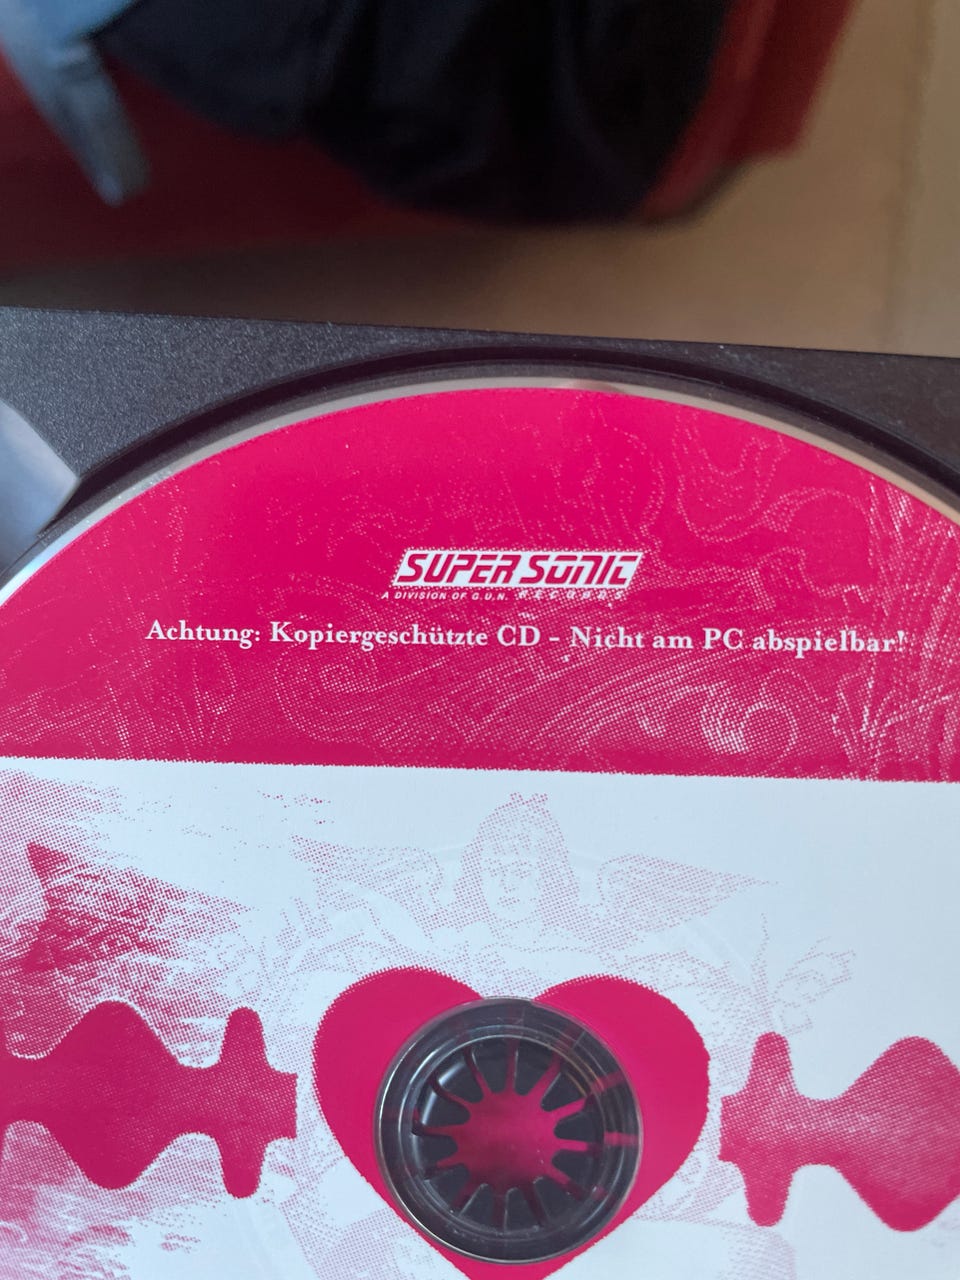 SUPER SONIC
A DIVISION OF G.U.N. RECORDS
Achtung: Kopiergeschützte CD - Nicht am PC abspielbar!